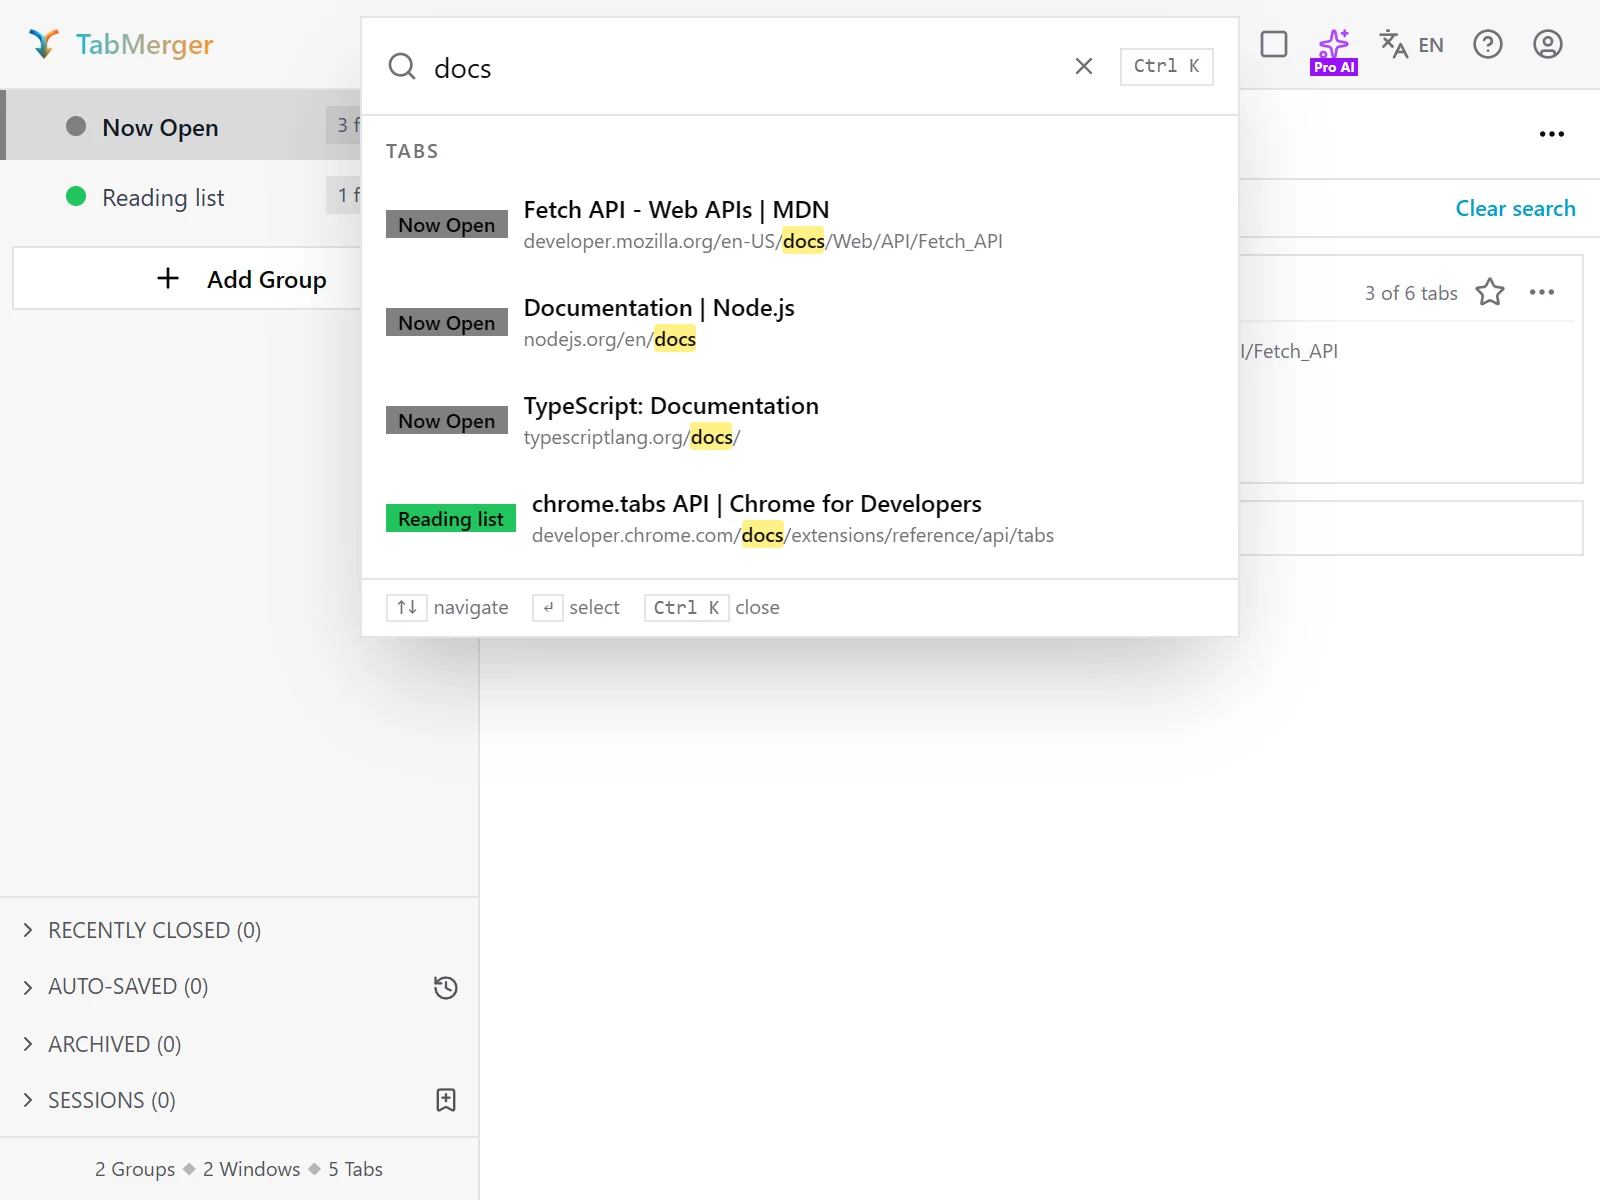 TabMerger
docs
Ctrl K
Pro AI
EN
Now Open
3 f
Reading list
1 f
Add Group
TABS
Now Open
Fetch API - Web APIs | MDN
developer.mozilla.org/en-US/docs/Web/API/Fetch_API
Now Open
Documentation | Node.js
nodejs.org/en/docs
Now Open
TypeScript: Documentation
typescriptlang.org/docs/
Reading list
chrome.tabs API | Chrome for Developers
developer.chrome.com/docs/extensions/reference/api/tabs
↑↓ navigate
↵ select
Ctrl K close
Clear search
3 of 6 tabs
I/Fetch_API
RECENTLY CLOSED (0)
AUTO-SAVED (0)
ARCHIVED (0)
SESSIONS (0)
2 Groups ◆ 2 Windows ◆ 5 Tabs